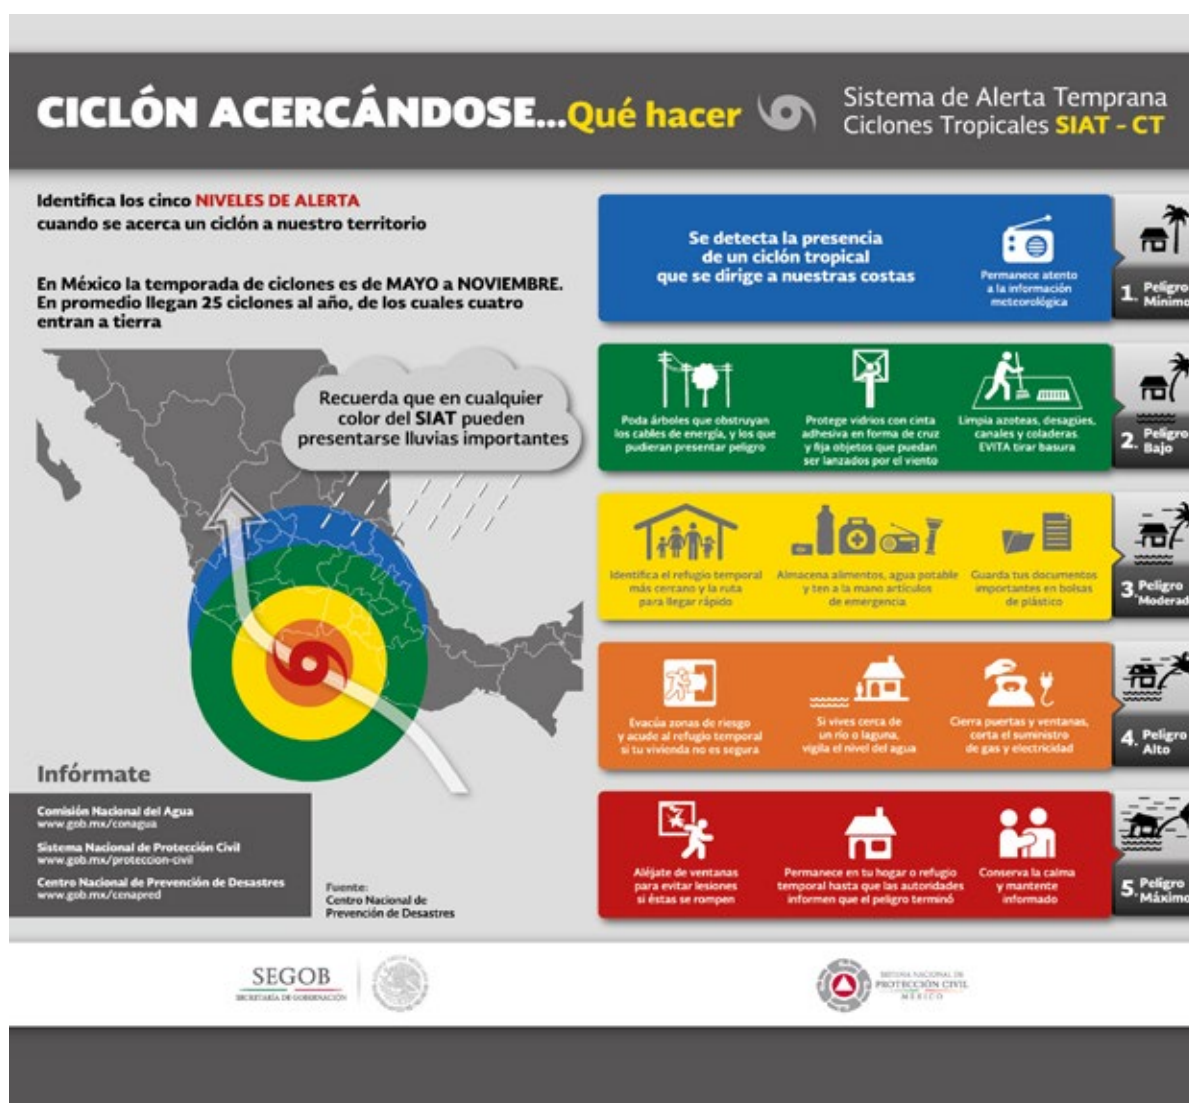 CICLÓN ACERCÁNDOSE...Qué hacer
Sistema de Alerta Temprana
Ciclones Tropicales SIAT - CT
Identifica los cinco NIVELES DE ALERTA
cuando se acerca un ciclón a nuestro territorio
En México la temporada de ciclones es de MAYO a NOVIEMBRE.
En promedio llegan 25 ciclones al año, de los cuales cuatro
entran a tierra
Recuerda que en cualquier
color del SIAT pueden
presentarse lluvias importantes
Infórmate
Comisión Nacional del Agua
www.gob.mx/conagua
Sistema Nacional de Protección Civil
www.gob.mx/proteccion-civil
Centro Nacional de Prevención de Desastres
www.gob.mx/cenapred
Fuente:
Centro Nacional de
Prevención de Desastres
Se detecta la presencia
de un ciclón tropical
que se dirige a nuestras costas
Permanece atento
a la información
meteorológica
1. Peligro
Mínimo
Poda árboles que obstruyan
los cables de energía, y los que
pudieran presentar peligro
Protege vidrios con cinta
adhesiva en forma de cruz
y fija objetos que puedan
ser lanzados por el viento
Limpia azoteas, desagües,
canales y coladeras.
EVITA tirar basura
2. Peligro
Bajo
Identifica el refugio temporal
más cercano y la ruta
para llegar rápido
Almacena alimentos, agua potable
y ten a la mano artículos
de emergencia
Guarda tus documentos
importantes en bolsas
de plástico
3. Peligro
Moderad
Evacúa zonas de riesgo
y acude al refugio temporal
si tu vivienda no es segura
Si vives cerca de
un río o laguna,
vigila el nivel del agua
Cierra puertas y ventanas,
corta el suministro
de gas y electricidad
4. Peligro
Alto
Aléjate de ventanas
para evitar lesiones
si éstas se rompen
Permanece en tu hogar o refugio
temporal hasta que las autoridades
informen que el peligro terminó
Conserva la calma
y mantente
informado
5. Peligro
Máximo
SEGOB
SECRETARÍA DE GOBERNACIÓN
SISTEMA NACIONAL DE
PROTECCIÓN CIVIL
MÉXICO